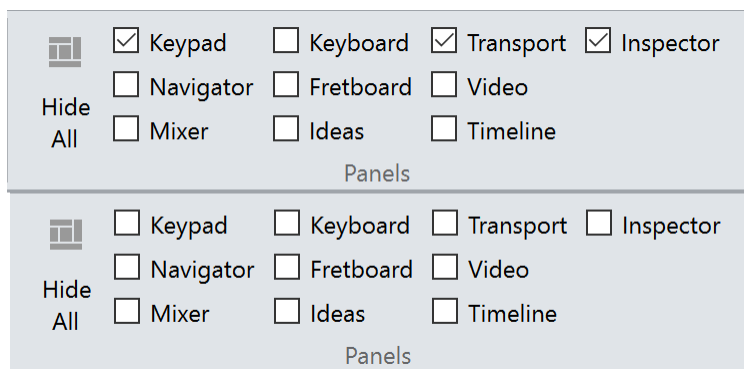 Keypad Keyboard Transport Inspector
Navigator Fretboard Video
Hide All
Mixer Ideas Timeline
Panels
Keypad Keyboard Transport Inspector
Navigator Fretboard Video
Hide All
Mixer Ideas Timeline
Panels